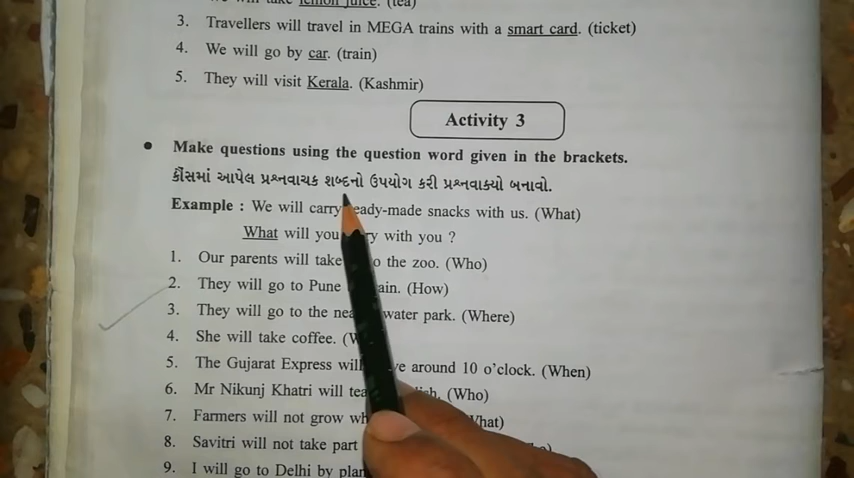 lemon juice. (tea)
3. Travellers will travel in MEGA trains with a smart card. (ticket)
4. We will go by car. (train)
5. They will visit Kerala. (Kashmir)
Activity 3
• Make questions using the question word given in the brackets.
કૌંસમાં આપેલ પ્રશ્નવાચક શબ્દનો ઉપયોગ કરી પ્રશ્નવાક્યો બનાવો.
Example : We will carry ready-made snacks with us. (What)
What will you carry with you ?
1. Our parents will take to the zoo. (Who)
2. They will go to Pune (How)
3. They will go to the water park. (Where)
4. She will take coffee.
5. The Gujarat Express will around 10 o'clock. (When)
6. Mr Nikunj Khatri will (Who)
7. Farmers will not grow
8. Savitri will not take part
9. I will go to Delhi by